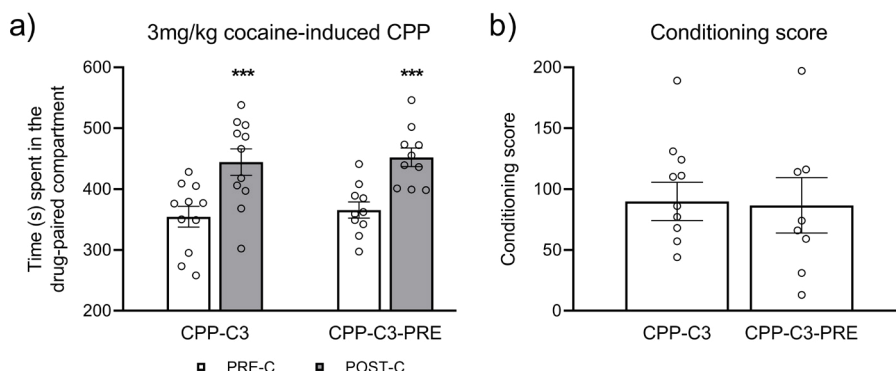 a)
3mg/kg cocaine-induced CPP
Time (s) spent in the
drug-paired compartment
600
500
400
300
200
***
***
CPP-C3
CPP-C3-PRE
PRE-C
POST-C
b)
Conditioning score
Conditioning score
200
150
100
50
0
CPP-C3
CPP-C3-PRE